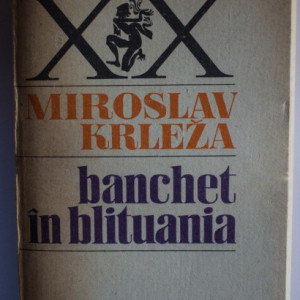 XX
MIROSLAV
KRLEŽA
banchet
în blituania